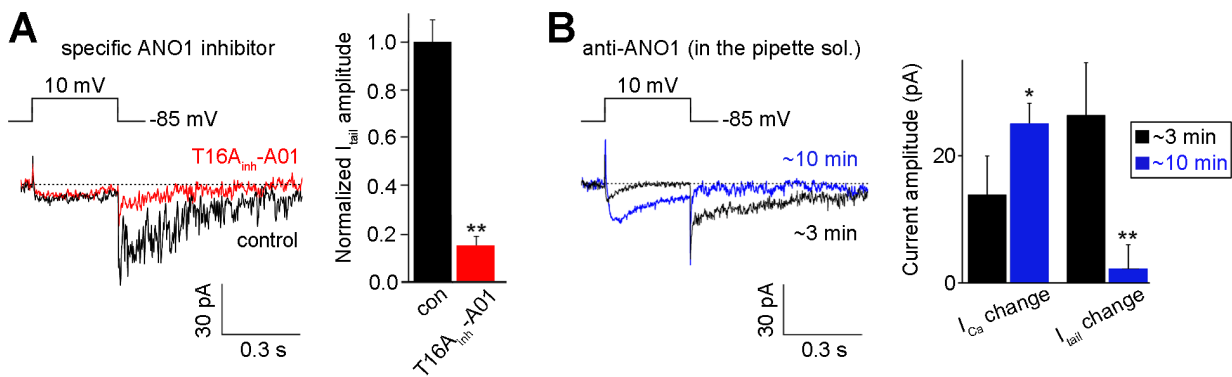 A
specific ANO1 inhibitor
10 mV
-85 mV
T16Ainh-A01
control
30 pA
0.3 s
Normalized Itail amplitude
1.0
0.8
0.6
0.4
0.2
0.0
**
con
T16Ainh-A01
B
anti-ANO1 (in the pipette sol.)
10 mV
-85 mV
~10 min
~3 min
30 pA
0.3 s
Current amplitude (pA)
20
0
*
**
ICa change
Itail change
~3 min
~10 min